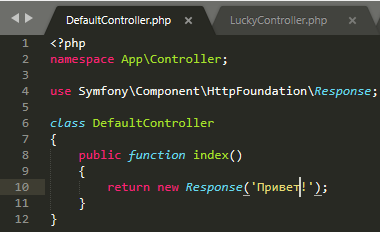 DefaultController.php × LuckyController.php ×
1 <?php
2 namespace App\Controller;
3
4 use Symfony\Component\HttpFoundation\Response;
5
6 class DefaultController
7 {
8     public function index()
9     {
10         return new Response('Привет!');
11     }
12 }